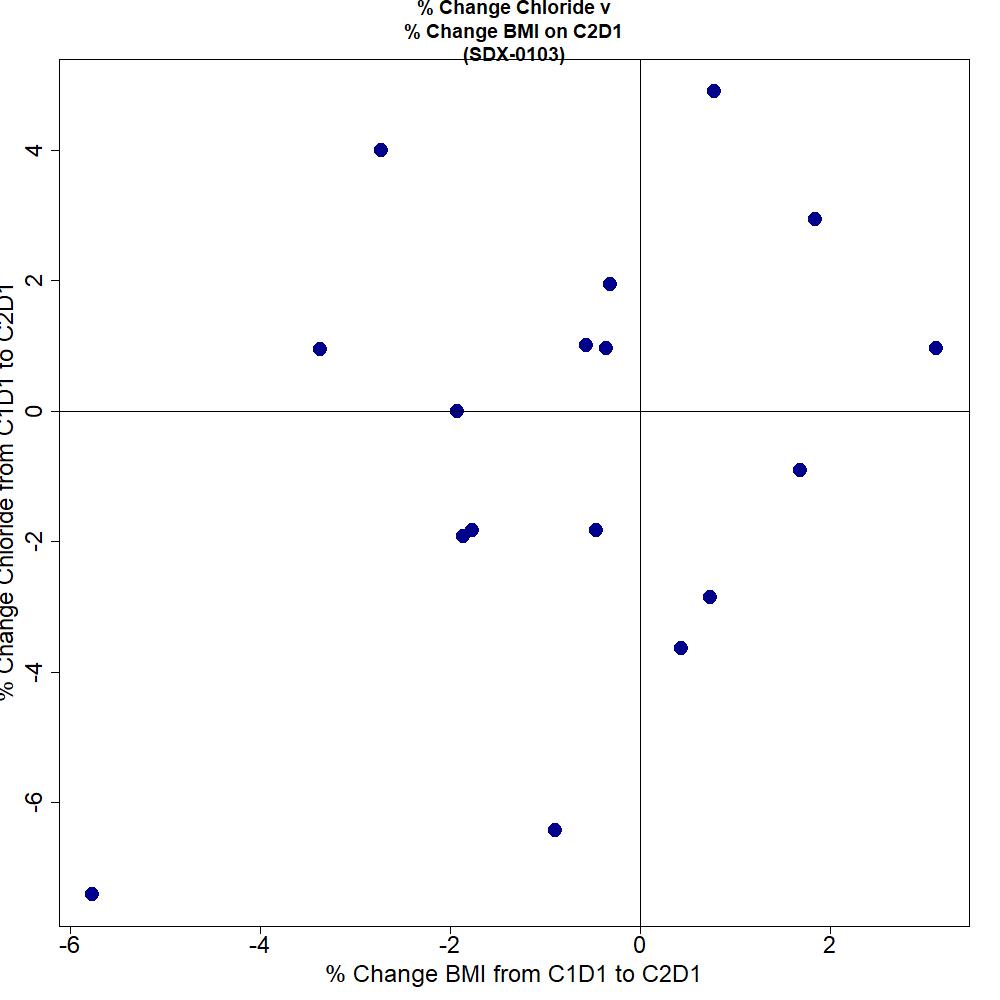 % Change Chloride v
% Change BMI on C2D1
(SDX-0103)
% Change Chloride from C1D1 to C2D1
4
2
0
-2
-4
-6
-6
-4
-2
0
2
% Change BMI from C1D1 to C2D1